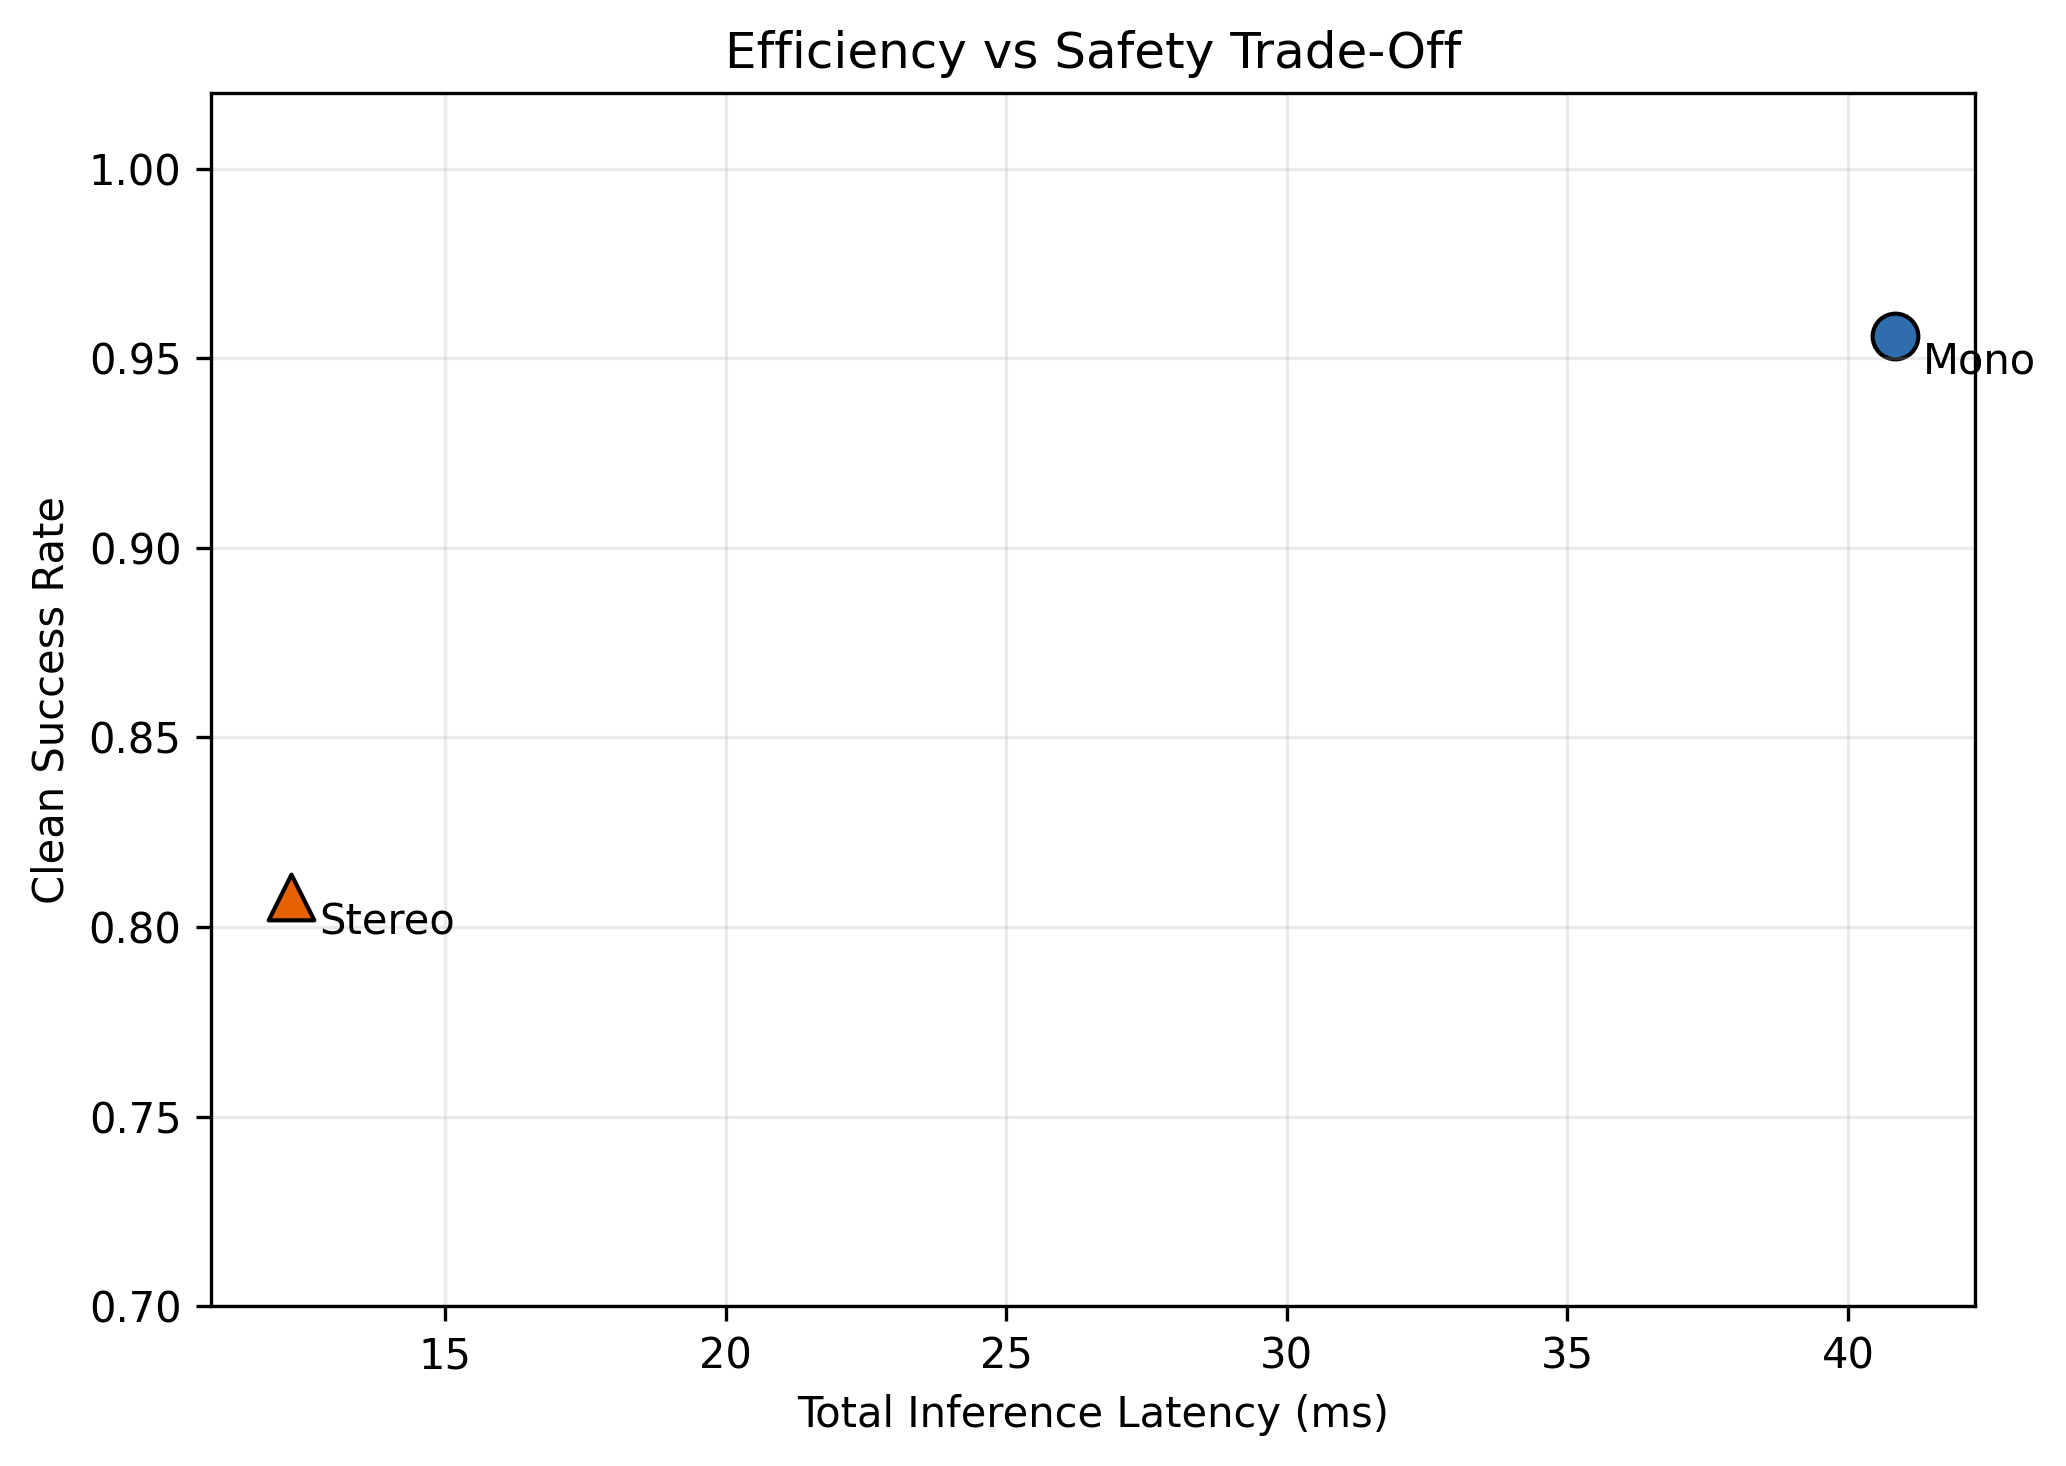 Efficiency vs Safety Trade-Off
1.00
0.95
0.90
0.85
0.80
0.75
0.70
Clean Success Rate
Mono
Stereo
15 20 25 30 35 40
Total Inference Latency (ms)